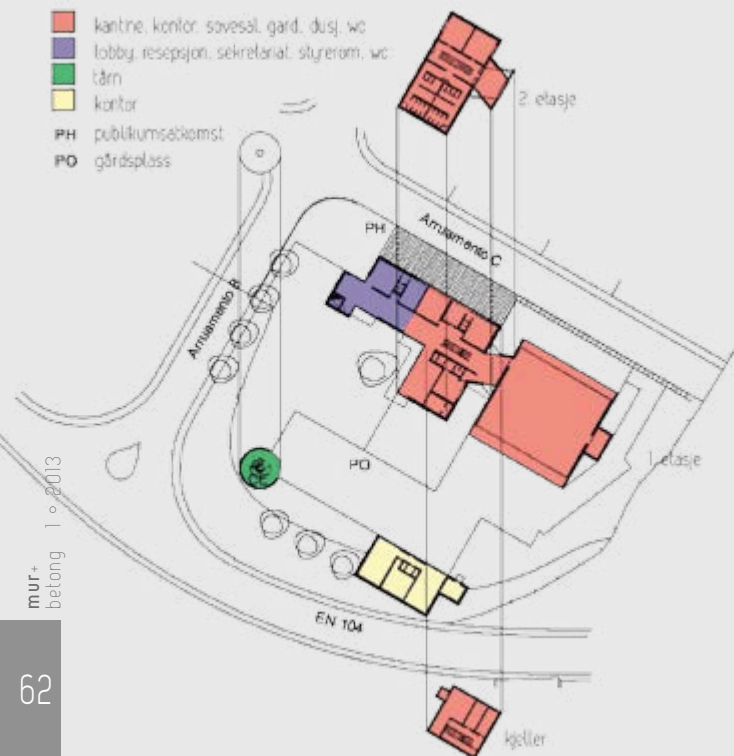 kantine, kontor, sovesal, gard, dusj, wc
lobby, resepsjon, sekretariat, styrerom, wc
tårn
kontor
PH publikumsatkomst
PO gårdsplass
2. etasje
PH
Arruamento C
Arruamento B
PO
1. etasje
EN 104
kjeller
mur+
betong 1 ∘ 2013
62